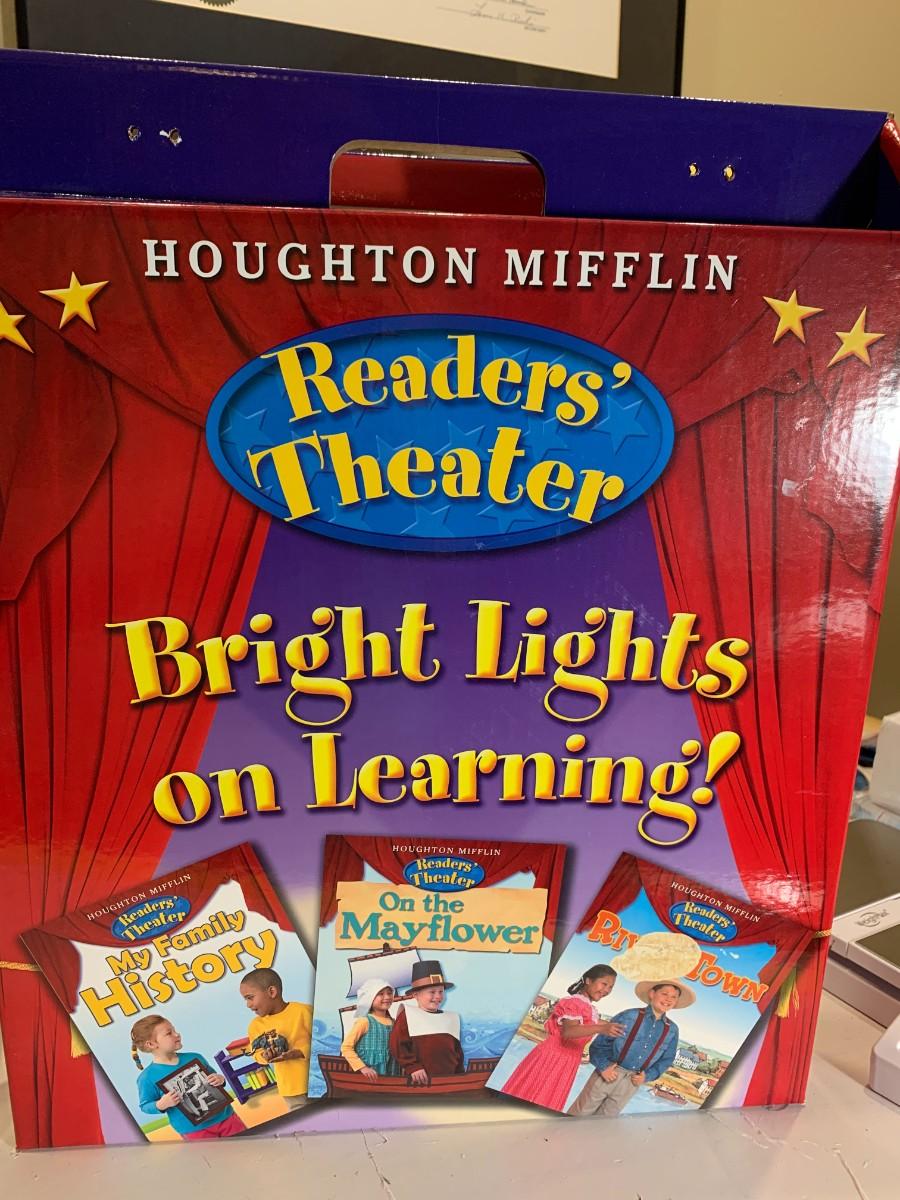 HOUGHTON MIFFLIN
Readers'
Theater
Bright Lights
on Learning!
HOUGHTON MIFFLIN
Readers'
Theater
My Family
History
HOUGHTON MIFFLIN
Readers'
Theater
On the
Mayflower
HOUGHTON MIFFLIN
Readers'
Theater
Town